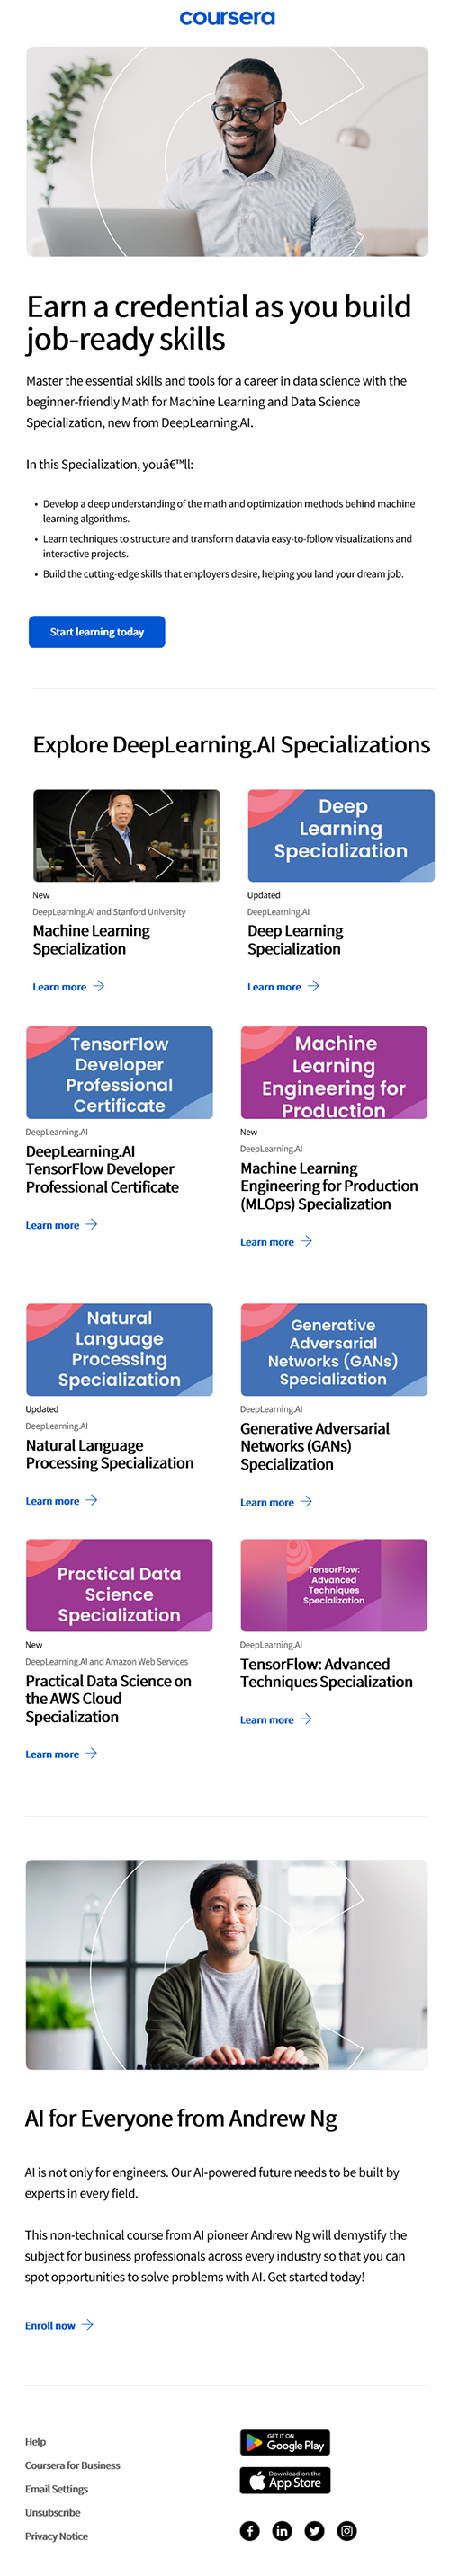 coursera
Earn a credential as you build
job-ready skills
Master the essential skills and tools for a career in data science with the
beginner-friendly Math for Machine Learning and Data Science
Specialization, new from DeepLearning.AI.
In this Specialization, youâ€™ll:
• Develop a deep understanding of the math and optimization methods behind machine
learning algorithms.
• Learn techniques to structure and transform data via easy-to-follow visualizations and
interactive projects.
• Build the cutting-edge skills that employers desire, helping you land your dream job.
Start learning today
Explore DeepLearning.AI Specializations
New
DeepLearning.AI and Stanford University
Machine Learning
Specialization
Learn more →
Deep
Learning
Specialization
Updated
DeepLearning.AI
Deep Learning
Specialization
Learn more →
TensorFlow
Developer
Professional
Certificate
DeepLearning.AI
DeepLearning.AI
TensorFlow Developer
Professional Certificate
Learn more →
Machine
Learning
Engineering for
Production
New
DeepLearning.AI
Machine Learning
Engineering for Production
(MLOps) Specialization
Learn more →
Natural
Language
Processing
Specialization
Updated
DeepLearning.AI
Natural Language
Processing Specialization
Learn more →
Generative
Adversarial
Networks (GANs)
Specialization
DeepLearning.AI
Generative Adversarial
Networks (GANs)
Specialization
Learn more →
Practical Data
Science
Specialization
New
DeepLearning.AI and Amazon Web Services
Practical Data Science on
the AWS Cloud
Specialization
Learn more →
TensorFlow:
Advanced
Techniques
Specialization
DeepLearning.AI
TensorFlow: Advanced
Techniques Specialization
Learn more →
AI for Everyone from Andrew Ng
AI is not only for engineers. Our AI-powered future needs to be built by
experts in every field.
This non-technical course from AI pioneer Andrew Ng will demystify the
subject for business professionals across every industry so that you can
spot opportunities to solve problems with AI. Get started today!
Enroll now →
Help
Coursera for Business
Email Settings
Unsubscribe
Privacy Notice
GET IT ON
Google Play
Download on the
App Store